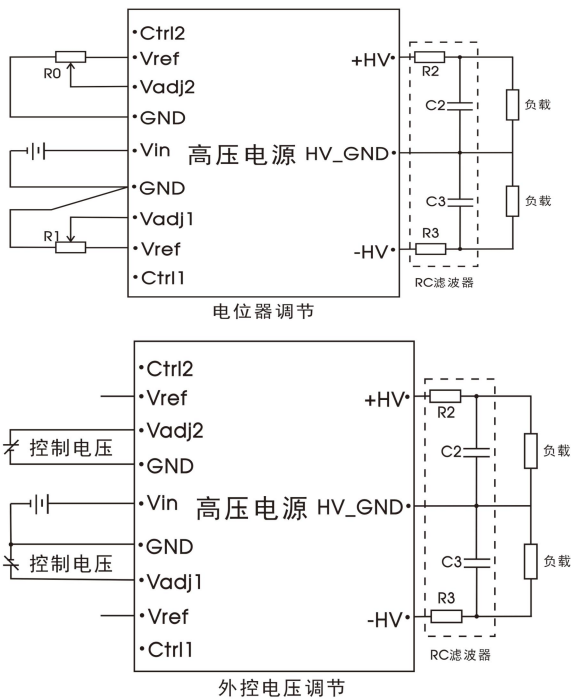 Ctrl2
Vref
+HV
R0
R2
Vadj2
C2
负载
GND
Vin
高压电源
HV_GND
GND
C3
负载
Vadj1
R1
R3
Vref
-HV
Ctrl1
RC滤波器
电位器调节
Ctrl2
Vref
+HV
R2
Vadj2
控制电压
C2
负载
GND
Vin
高压电源
HV_GND
GND
控制电压
C3
负载
Vadj1
R3
Vref
-HV
Ctrl1
RC滤波器
外控电压调节